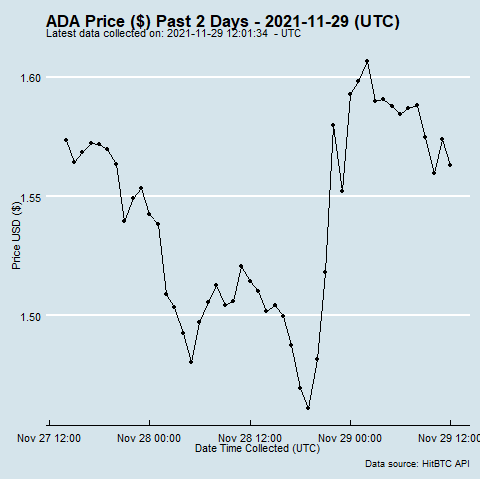 ADA Price ($) Past 2 Days - 2021-11-29 (UTC)
Latest data collected on: 2021-11-29 12:01:34 - UTC
1.60
1.55
1.50
Price USD ($)
Nov 27 12:00 Nov 28 00:00 Nov 28 12:00 Nov 29 00:00 Nov 29 12:00
Date Time Collected (UTC)
Data source: HitBTC API